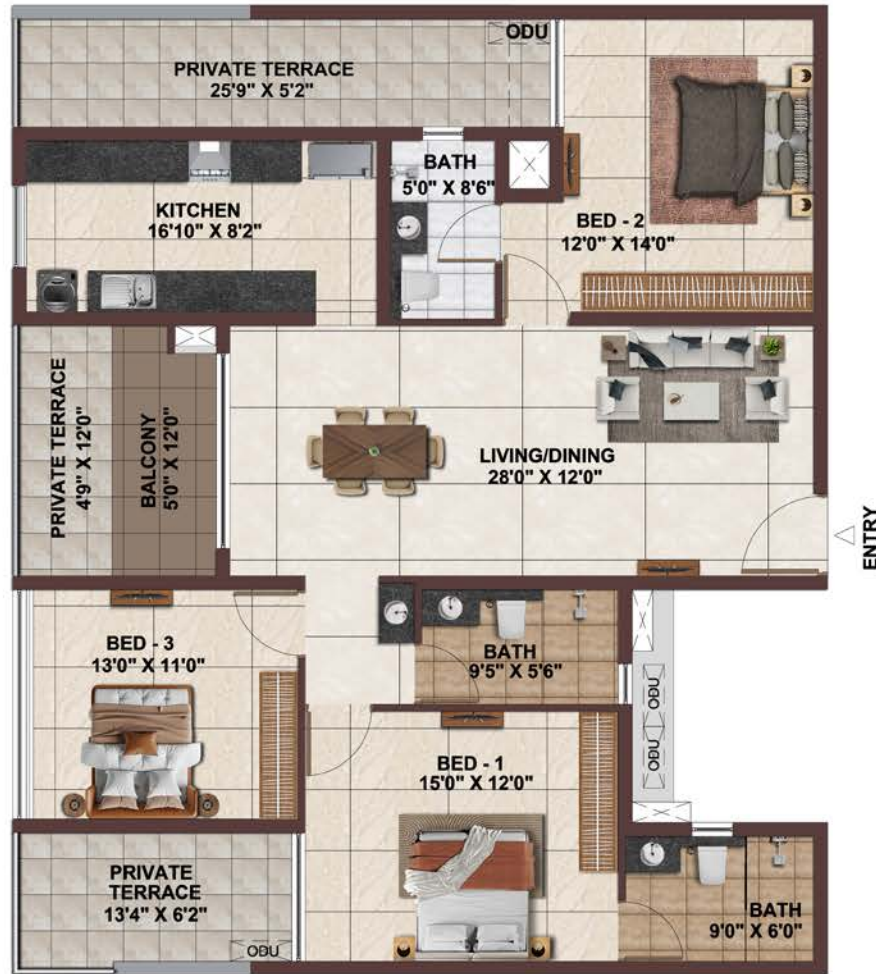 ODU
PRIVATE TERRACE
25'9" X 5'2"
BATH
5'0" X 8'6"
KITCHEN
16'10" X 8'2"
BED - 2
12'0" X 14'0"
PRIVATE TERRACE
4'9" X 12'0"
BALCONY
5'0" X 12'0"
LIVING/DINING
28'0" X 12'0"
ENTRY
BED - 3
13'0" X 11'0"
BATH
9'5" X 5'6"
ODU
ODU
BED - 1
15'0" X 12'0"
PRIVATE
TERRACE
13'4" X 6'2"
BATH
9'0" X 6'0"
ODU